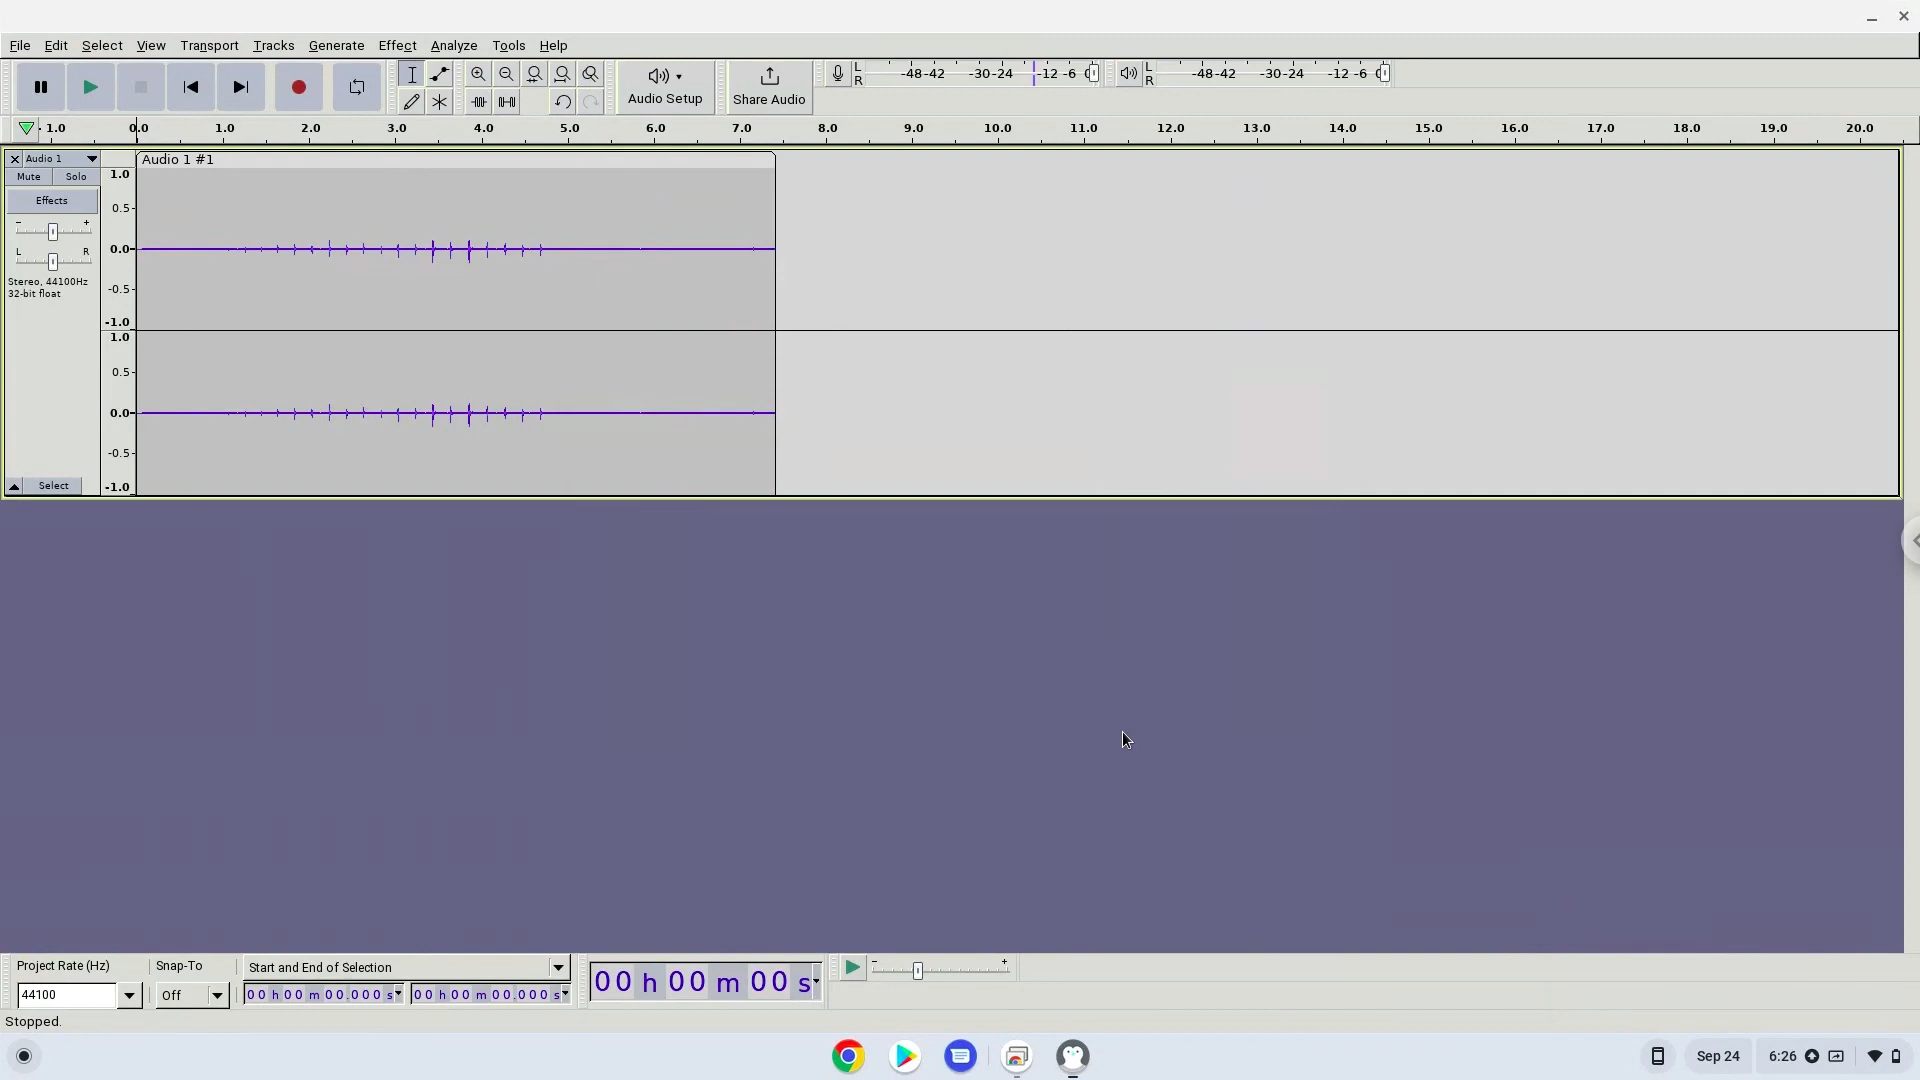 File Edit Select View Transport Tracks Generate Effect Analyze Tools Help
Audio Setup
Share Audio
L R -48 -42 -30 -24 -12 -6 0
L R -48 -42 -30 -24 -12 -6 0
- 1.0 0.0 1.0 2.0 3.0 4.0 5.0 6.0 7.0 8.0 9.0 10.0 11.0 12.0 13.0 14.0 15.0 16.0 17.0 18.0 19.0 20.0
Audio 1
Audio 1 #1
Mute Solo
Effects
- +
L R
Stereo, 44100Hz
32-bit float
Select
1.0
0.5-
0.0-
-0.5-
-1.0
1.0
0.5-
0.0-
-0.5-
-1.0
Project Rate (Hz) Snap-To Start and End of Selection
44100 Off 00 h 00 m 00.000 s 00 h 00 m 00.000 s
00 h 00 m 00 s
- +
Stopped.
Sep 24 6:26